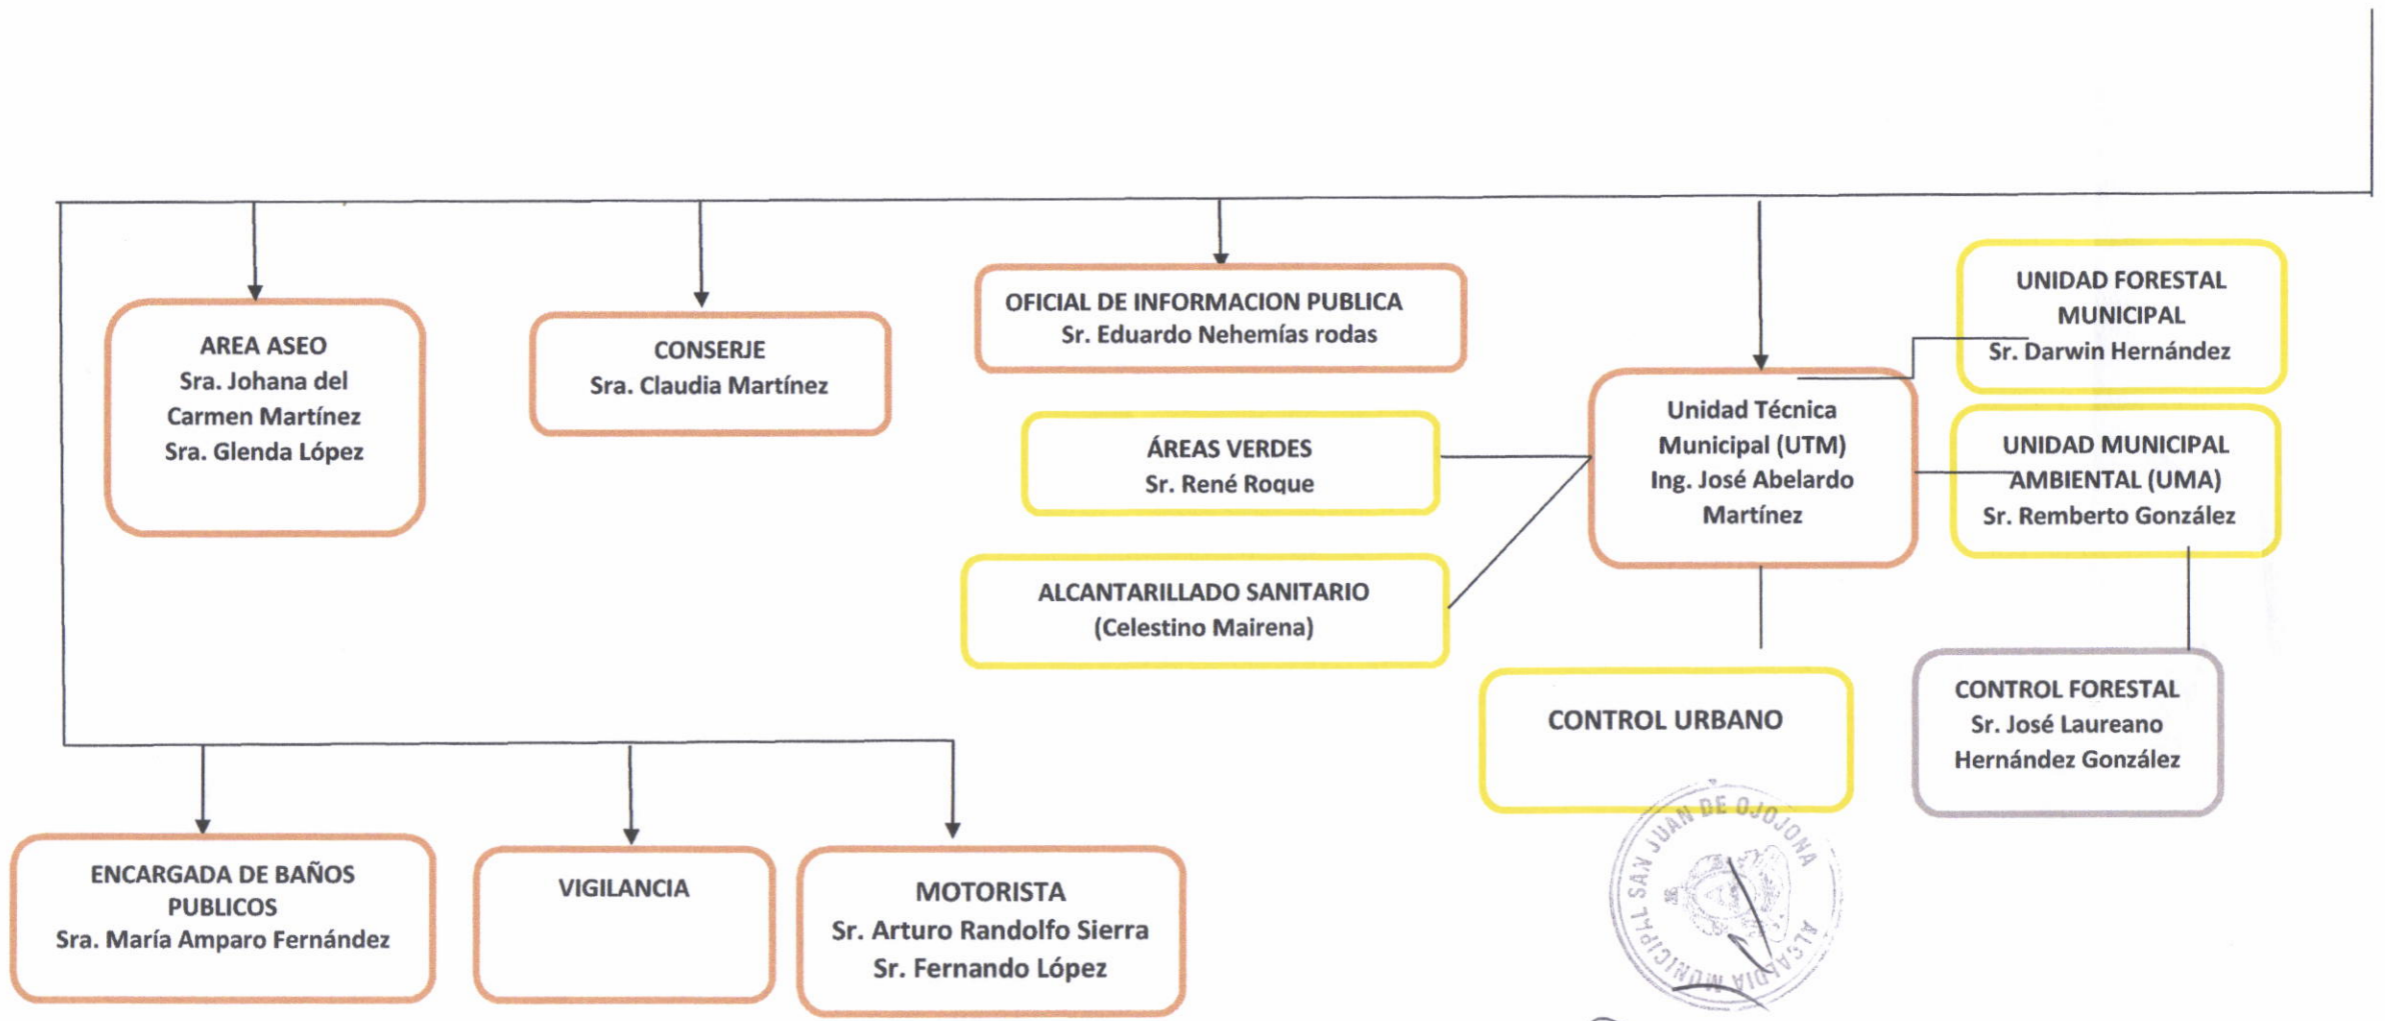 AREA ASEO
Sra. Johana del
Carmen Martínez
Sra. Glenda López
CONSERJE
Sra. Claudia Martínez
OFICIAL DE INFORMACION PUBLICA
Sr. Eduardo Nehemías rodas
UNIDAD FORESTAL
MUNICIPAL
Sr. Darwin Hernández
ÁREAS VERDES
Sr. René Roque
Unidad Técnica
Municipal (UTM)
Ing. José Abelardo
Martínez
UNIDAD MUNICIPAL
AMBIENTAL (UMA)
Sr. Remberto González
ALCANTARILLADO SANITARIO
(Celestino Mairena)
CONTROL URBANO
CONTROL FORESTAL
Sr. José Laureano
Hernández González
ENCARGADA DE BAÑOS
PUBLICOS
Sra. María Amparo Fernández
VIGILANCIA
MOTORISTA
Sr. Arturo Randolfo Sierra
Sr. Fernando López
ALCALDIA MUNICIPAL SAN JUAN DE OJOJONA